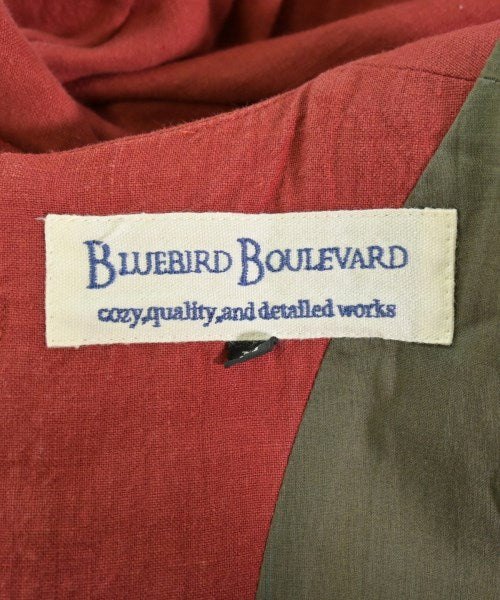 BLUEBIRD BOULEVARD
cozy,quality,and detailed works